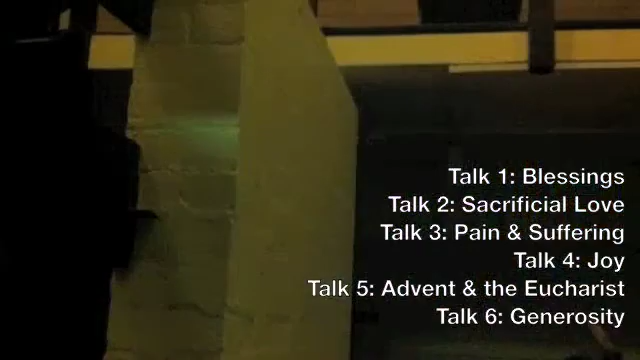 Talk 1: Blessings
Talk 2: Sacrificial Love
Talk 3: Pain & Suffering
Talk 4: Joy
Talk 5: Advent & the Eucharist
Talk 6: Generosity